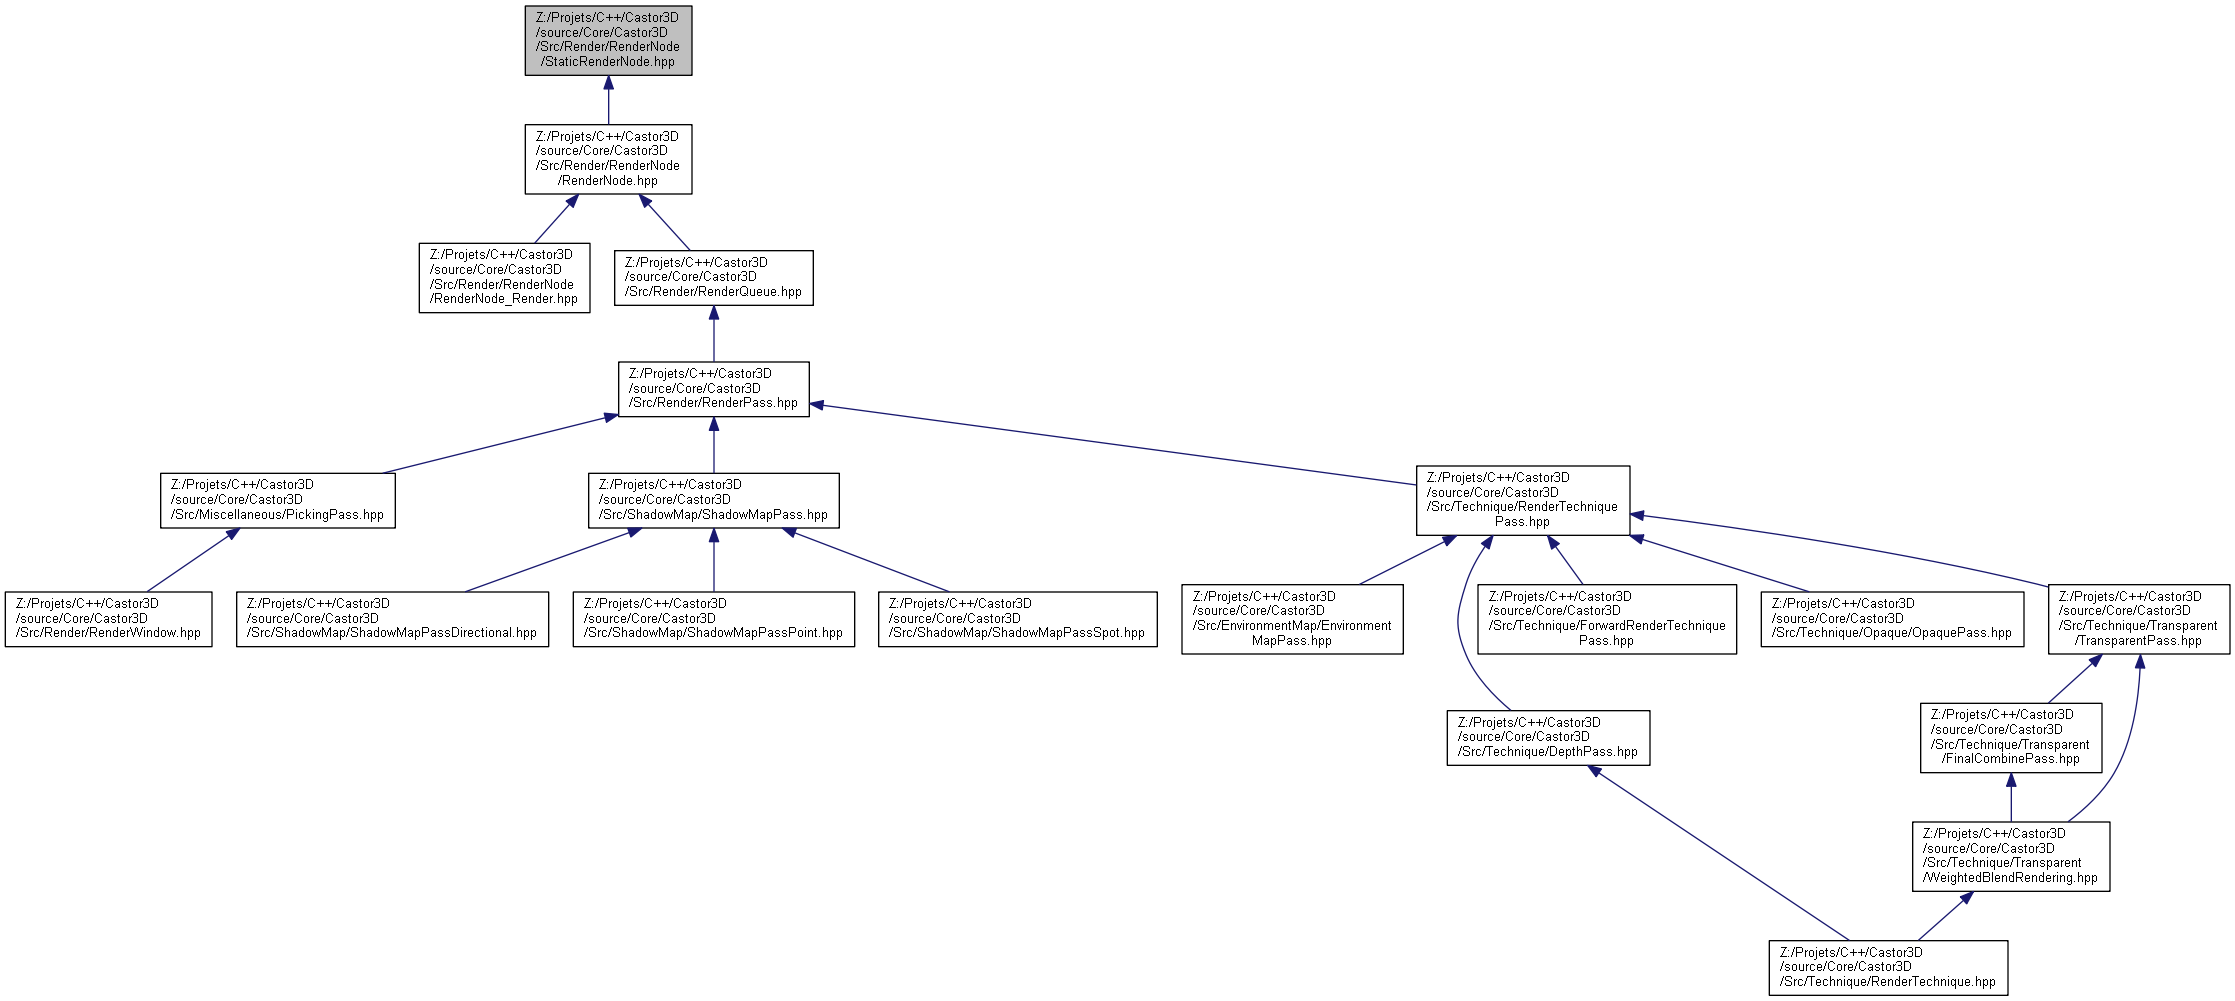 Z:/Projets/C++/Castor3D
/source/Core/Castor3D
/Src/Render/RenderNode
/StaticRenderNode.hpp
Z:/Projets/C++/Castor3D
/source/Core/Castor3D
/Src/Render/RenderNode
/RenderNode.hpp
Z:/Projets/C++/Castor3D
/source/Core/Castor3D
/Src/Render/RenderNode
/RenderNode_Render.hpp
Z:/Projets/C++/Castor3D
/source/Core/Castor3D
/Src/Render/RenderQueue.hpp
Z:/Projets/C++/Castor3D
/source/Core/Castor3D
/Src/Render/RenderPass.hpp
Z:/Projets/C++/Castor3D
/source/Core/Castor3D
/Src/Miscellaneous/PickingPass.hpp
Z:/Projets/C++/Castor3D
/source/Core/Castor3D
/Src/ShadowMap/ShadowMapPass.hpp
Z:/Projets/C++/Castor3D
/source/Core/Castor3D
/Src/Technique/RenderTechnique
Pass.hpp
Z:/Projets/C++/Castor3D
/source/Core/Castor3D
/Src/Render/RenderWindow.hpp
Z:/Projets/C++/Castor3D
/source/Core/Castor3D
/Src/ShadowMap/ShadowMapPassDirectional.hpp
Z:/Projets/C++/Castor3D
/source/Core/Castor3D
/Src/ShadowMap/ShadowMapPassPoint.hpp
Z:/Projets/C++/Castor3D
/source/Core/Castor3D
/Src/ShadowMap/ShadowMapPassSpot.hpp
Z:/Projets/C++/Castor3D
/source/Core/Castor3D
/Src/EnvironmentMap/Environment
MapPass.hpp
Z:/Projets/C++/Castor3D
/source/Core/Castor3D
/Src/Technique/ForwardRenderTechnique
Pass.hpp
Z:/Projets/C++/Castor3D
/source/Core/Castor3D
/Src/Technique/Opaque/OpaquePass.hpp
Z:/Projets/C++/Castor3D
/source/Core/Castor3D
/Src/Technique/Transparent
/TransparentPass.hpp
Z:/Projets/C++/Castor3D
/source/Core/Castor3D
/Src/Technique/DepthPass.hpp
Z:/Projets/C++/Castor3D
/source/Core/Castor3D
/Src/Technique/Transparent
/FinalCombinePass.hpp
Z:/Projets/C++/Castor3D
/source/Core/Castor3D
/Src/Technique/Transparent
/WeightedBlendRendering.hpp
Z:/Projets/C++/Castor3D
/source/Core/Castor3D
/Src/Technique/RenderTechnique.hpp